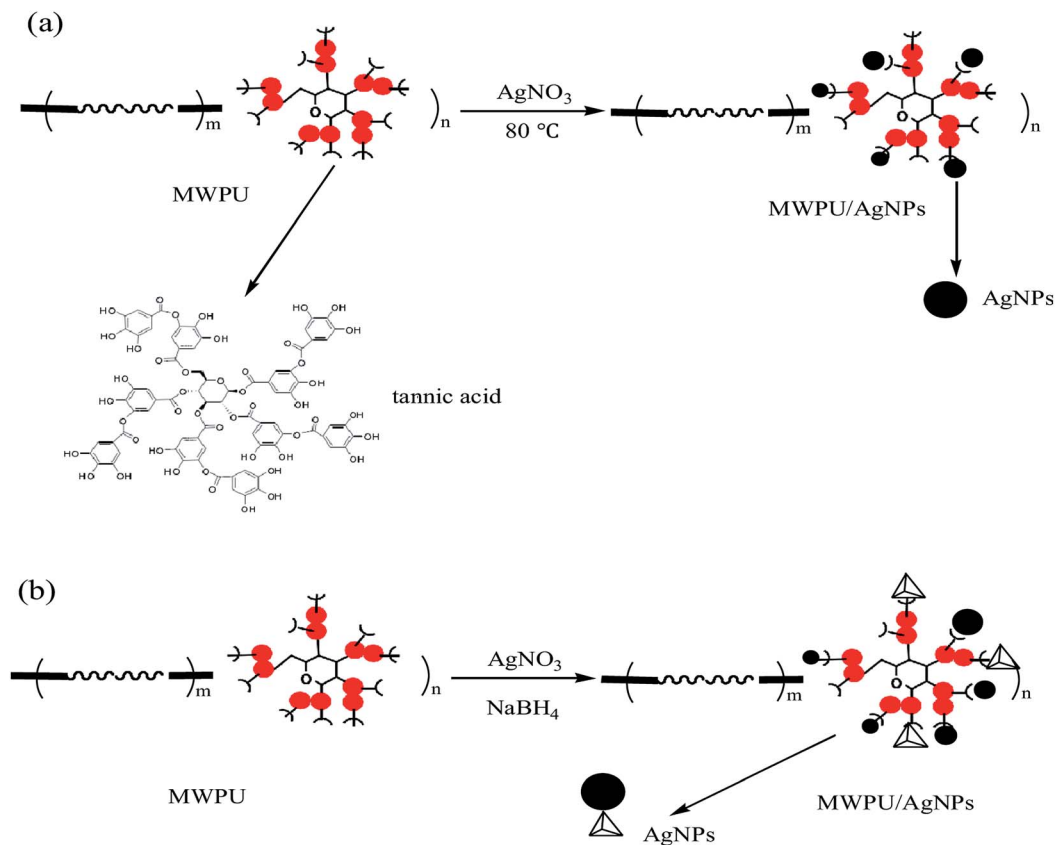 (a)
m
n
AgNO3
80 °C
m
n
O
O
MWPU
MWPU/AgNPs
AgNPs
tannic acid
(b)
m
n
AgNO3
NaBH4
m
n
O
O
MWPU
MWPU/AgNPs
AgNPs